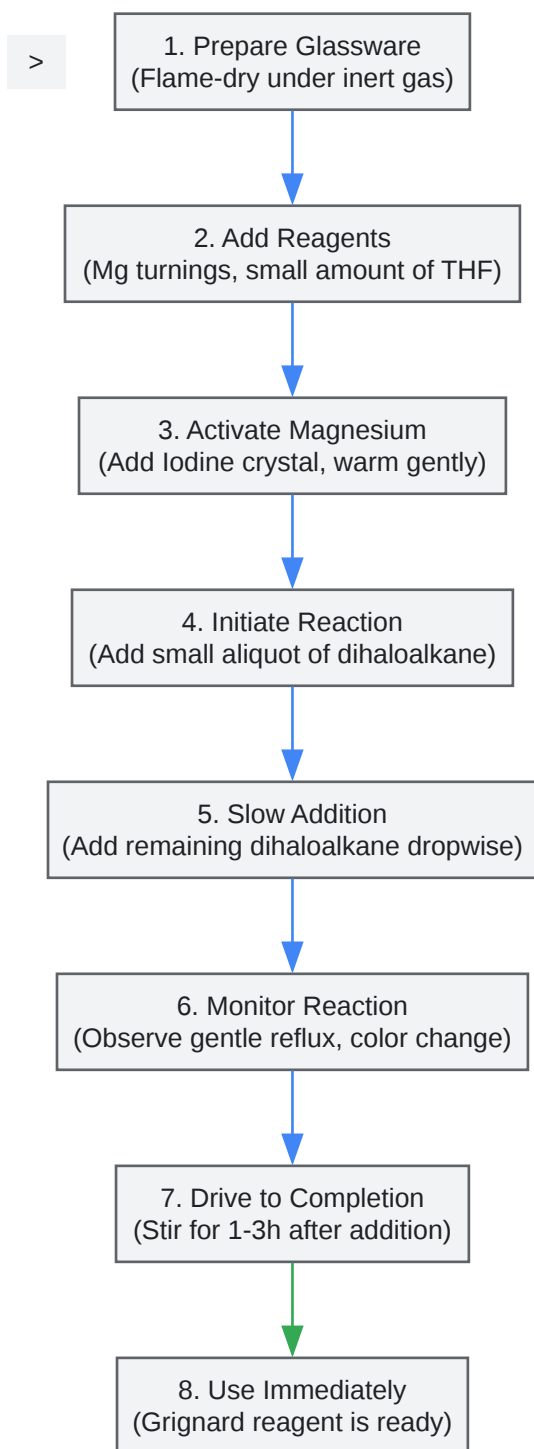 >
1. Prepare Glassware
(Flame-dry under inert gas)
2. Add Reagents
(Mg turnings, small amount of THF)
3. Activate Magnesium
(Add Iodine crystal, warm gently)
4. Initiate Reaction
(Add small aliquot of dihaloalkane)
5. Slow Addition
(Add remaining dihaloalkane dropwise)
6. Monitor Reaction
(Observe gentle reflux, color change)
7. Drive to Completion
(Stir for 1-3h after addition)
8. Use Immediately
(Grignard reagent is ready)